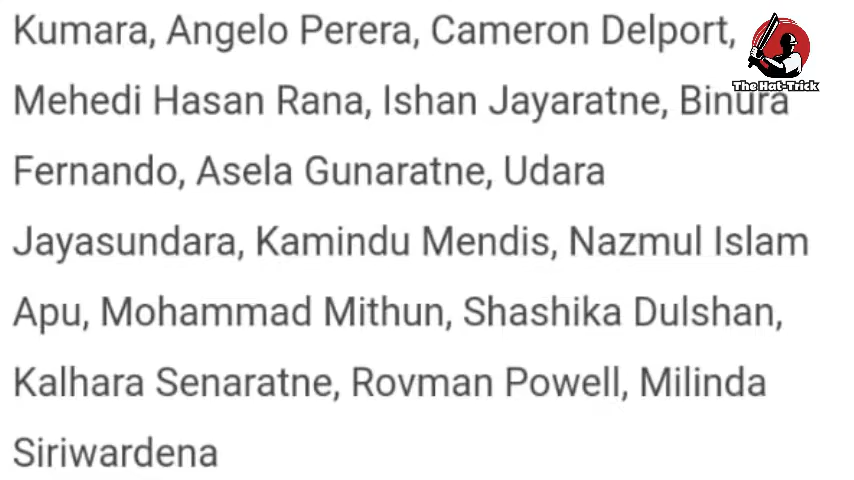 Kumara, Angelo Perera, Cameron Delport,
The Hat-Trick
Mehedi Hasan Rana, Ishan Jayaratne, Binura
Fernando, Asela Gunaratne, Udara
Jayasundara, Kamindu Mendis, Nazmul Islam
Apu, Mohammad Mithun, Shashika Dulshan,
Kalhara Senaratne, Rovman Powell, Milinda
Siriwardena